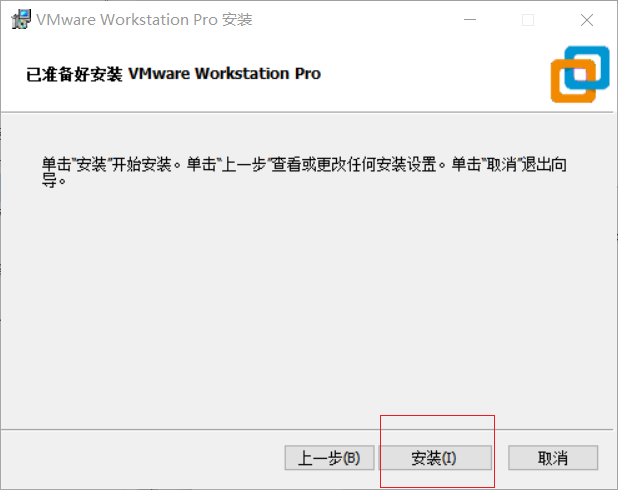 VMware Workstation Pro 安装
已准备好安装 VMware Workstation Pro
单击“安装”开始安装。单击“上一步”查看或更改任何安装设置。单击“取消”退出向
导。
上一步(B) 安装(I) 取消